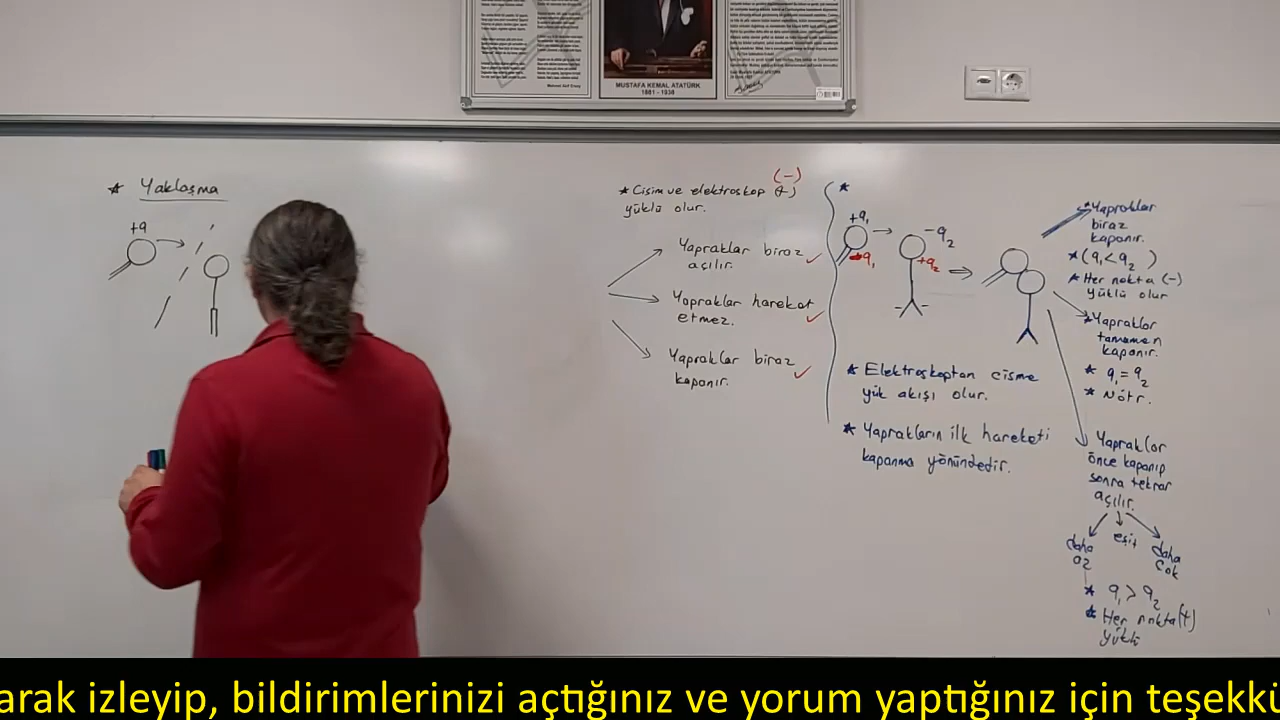 MUSTAFA KEMAL ATATÜRK
1881 - 1938
* Yaklaşma
+q
(-)
* Cisim ve elektroskop (+)
yüklü olur.
Yapraklar biraz
açılır. ✓
Yapraklar hareket
etmez. ✓
Yapraklar biraz
kapanır. ✓
*
+q₁
-q₂
+q₂
* Elektroskoptan cisme
yük akışı olur.
* Yaprakların ilk hareketi
kapanma yönündedir.
*Yapraklar
biraz
kapanır.
*(q₁<q₂ )
*Her nokta (-)
yüklü olur
*Yapraklar
tamamen
kapanır.
* q₁=q₂
* Nötr.
Yapraklar
önce kapanıp
sonra tekrar
açılır.
daha
az
eşit
daha
çok
* q₁>q₂
* Her nokta(+)
yüklü
arak izleyip, bildirimlerinizi açtığınız ve yorum yaptığınız için teşekkü